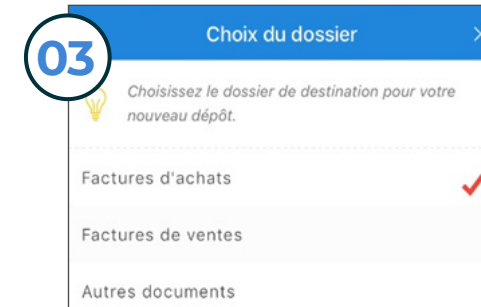 03
Choix du dossier
Choisissez le dossier de destination pour votre
nouveau dépôt.
Factures d'achats
Factures de ventes
Autres documents